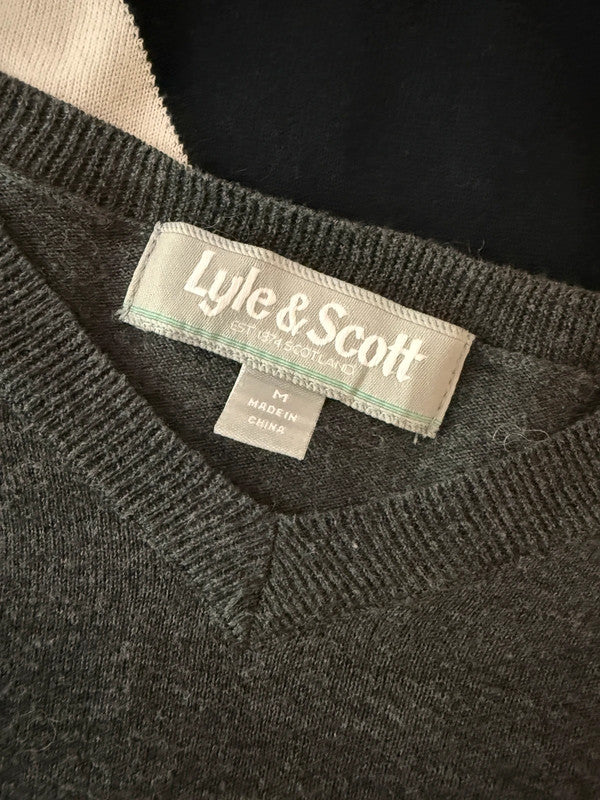 Lyle & Scott
EST 1874 SCOTLAND
M
MADE IN
CHINA